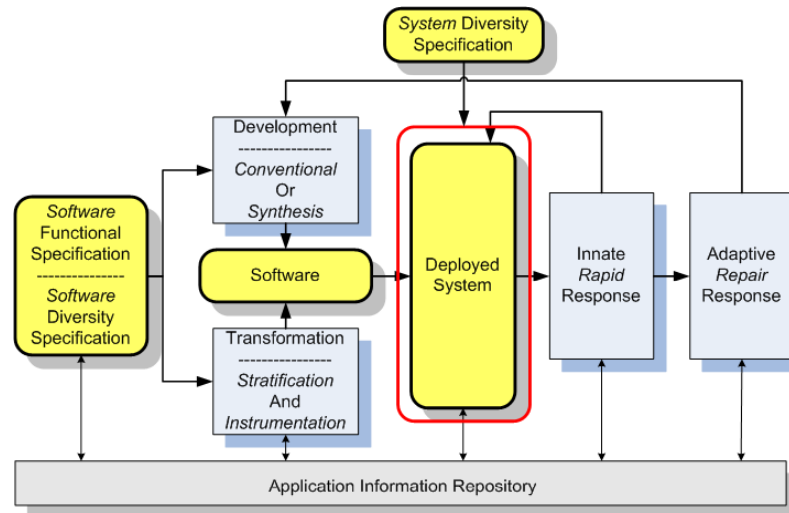 System Diversity
Specification
Development
-----------------
Conventional
Or
Synthesis
Software
Functional
Specification
----------------
Software
Diversity
Specification
Software
Deployed
System
Innate
Rapid
Response
Adaptive
Repair
Response
Transformation
-----------------
Stratification
And
Instrumentation
Application Information Repository